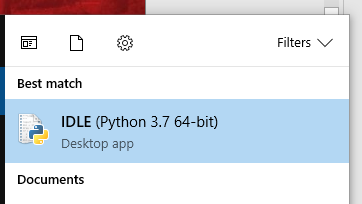 Filters
Best match
IDLE (Python 3.7 64-bit)
Desktop app
Documents